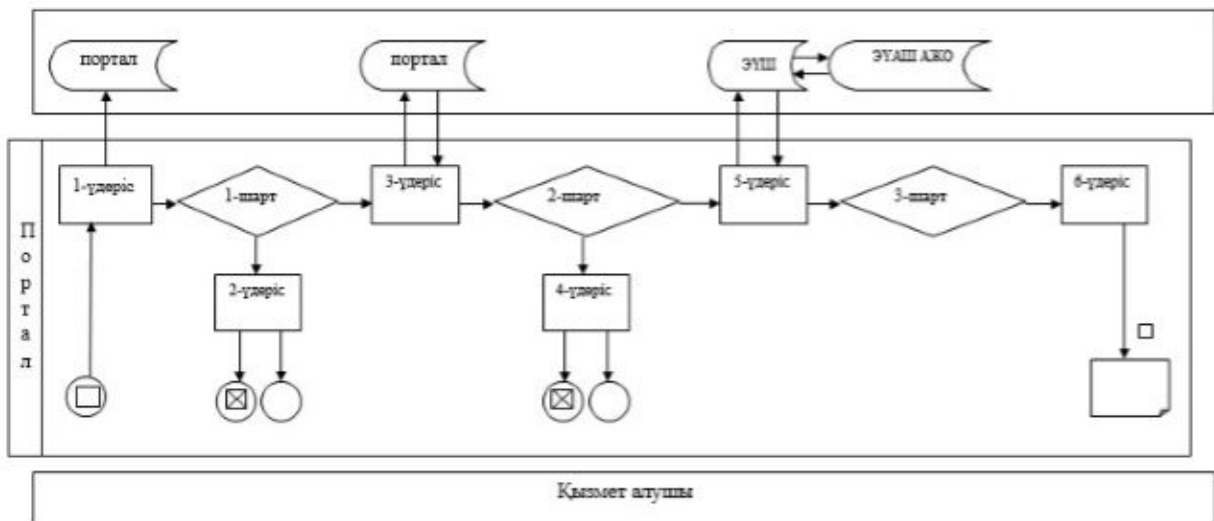 портал
портал
ЭҮШ
ЭҮАШ АЖО
1-үдеріс
1-шарт
3-үдеріс
2-шарт
5-үдеріс
3-шарт
6-үдеріс
2-үдеріс
4-үдеріс
Портал
Қызмет алушы